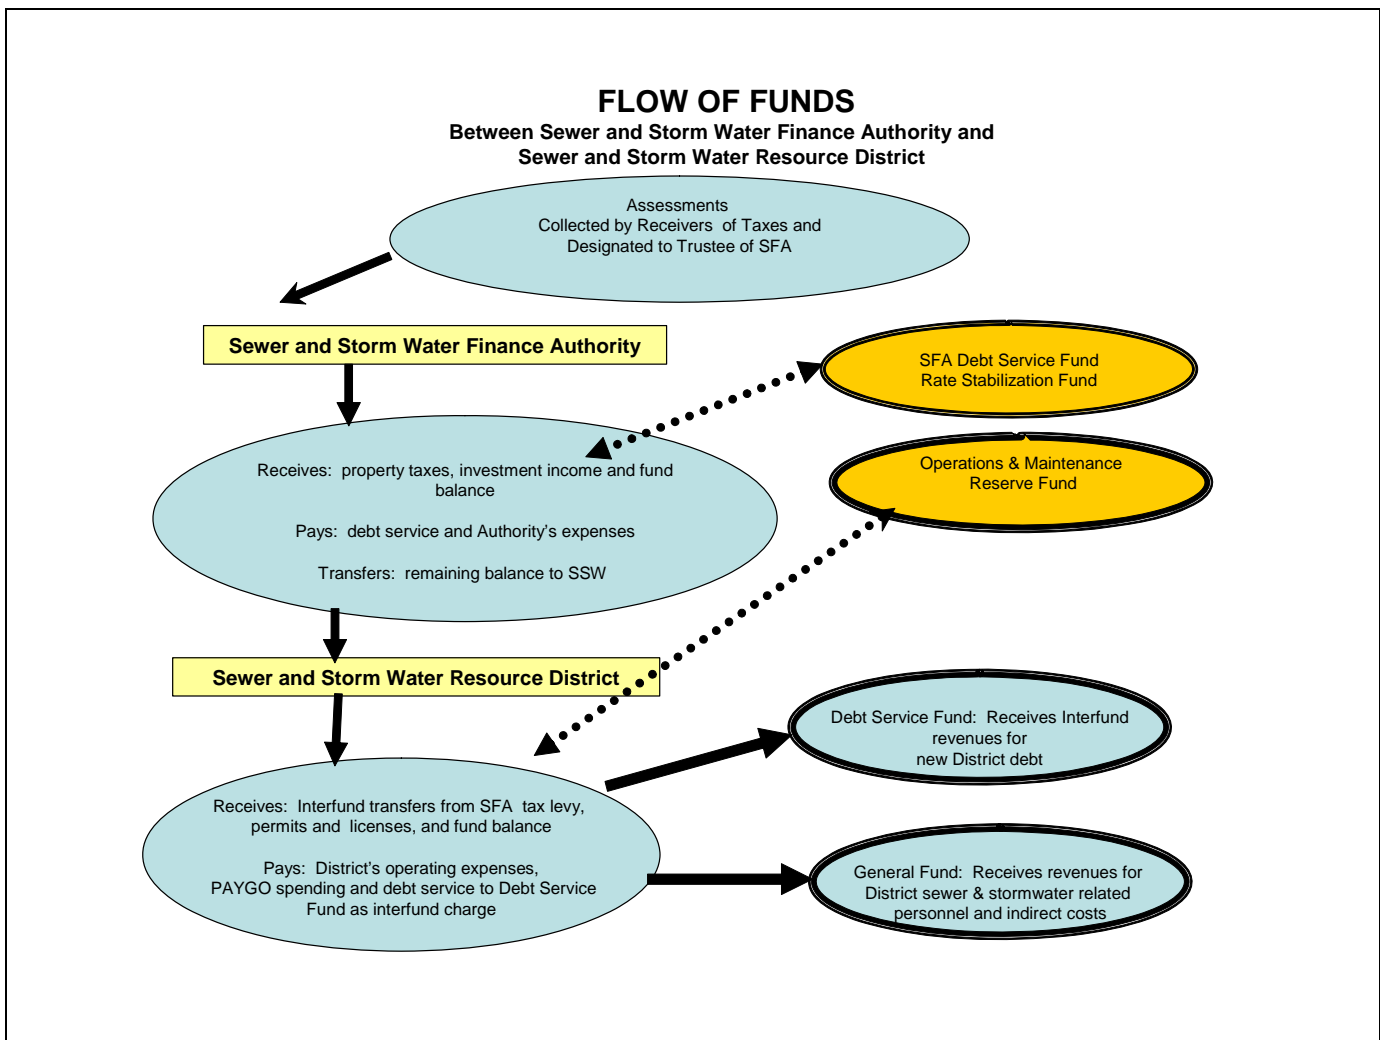 FLOW OF FUNDS
Between Sewer and Storm Water Finance Authority and
Sewer and Storm Water Resource District
Assessments
Collected by Receivers of Taxes and
Designated to Trustee of SFA
Sewer and Storm Water Finance Authority
SFA Debt Service Fund
Rate Stabilization Fund
Receives: property taxes, investment income and fund
balance
Pays: debt service and Authority's expenses
Transfers: remaining balance to SSW
Operations & Maintenance
Reserve Fund
Sewer and Storm Water Resource District
Debt Service Fund: Receives Interfund
revenues for
new District debt
Receives: Interfund transfers from SFA tax levy,
permits and licenses, and fund balance
Pays: District's operating expenses,
PAYGO spending and debt service to Debt Service
Fund as interfund charge
General Fund: Receives revenues for
District sewer & stormwater related
personnel and indirect costs